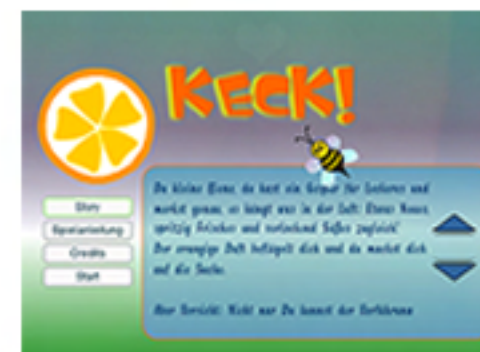 KECK!
Story
Spielanleitung
Credits
Start
Du kleine Biene, du hast ein Gespür für Leckeres und
merkst genau, es hängt was in der Luft: Etwas Neues,
spritzig Frisches und verlockend Süßes zugleich!
Der orangige Duft beflügelt dich und du machst dich
auf die Suche.
Aber Vorsicht: Nicht nur Du kannst der Verführung